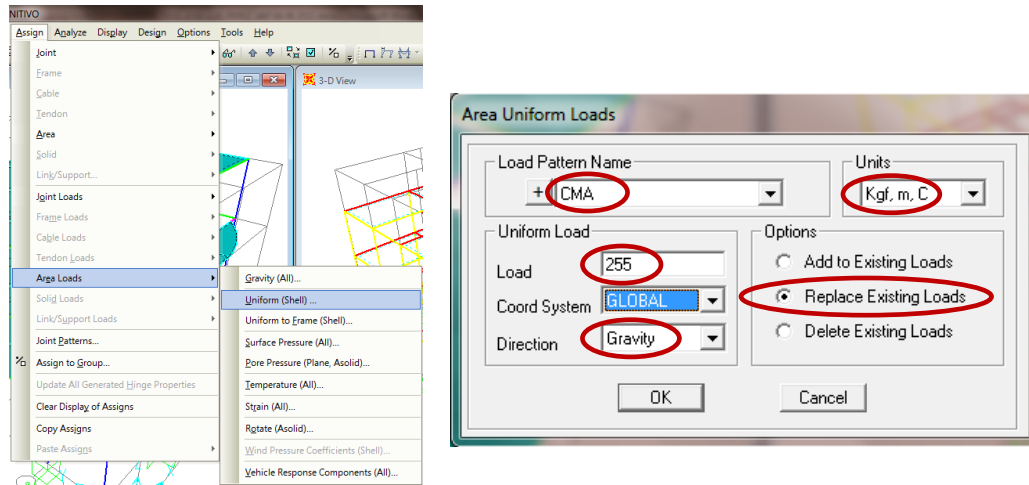 NITIVO
Assign Analyze Display Design Options Tools Help
3-D View
Joint
Frame
Cable
Tendon
Area
Solid
Link/Support...
Joint Loads
Frame Loads
Cable Loads
Tendon Loads
Area Loads
Solid Loads
Link/Support Loads
Joint Patterns...
Assign to Group...
Update All Generated Hinge Properties
Clear Display of Assigns
Copy Assigns
Paste Assigns
Gravity (All)...
Uniform (Shell) ...
Uniform to Frame (Shell)...
Surface Pressure (All)...
Pore Pressure (Plane, Asolid)...
Temperature (All)...
Strain (All)...
Rotate (Asolid)...
Wind Pressure Coefficients (Shell)...
Vehicle Response Components (All)...
Area Uniform Loads
Load Pattern Name
+ CMA
Units
Kgf, m, C
Uniform Load
Load 255
Coord System GLOBAL
Direction Gravity
Options
Add to Existing Loads
Replace Existing Loads
Delete Existing Loads
OK Cancel